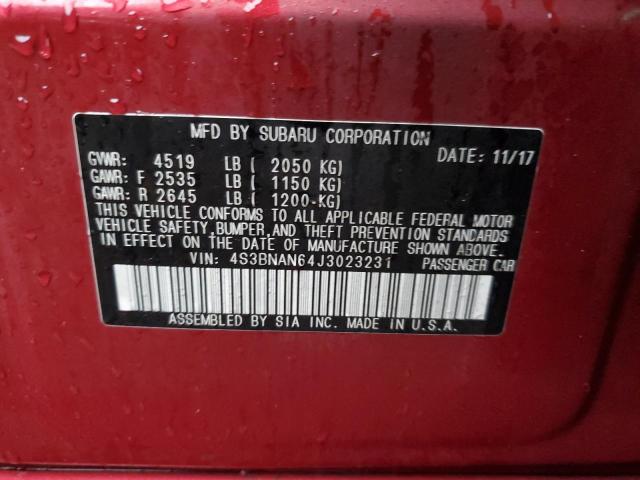 MFD BY SUBARU CORPORATION
GVWR: 4519 LB ( 2050 KG) DATE: 11/17
GAWR: F 2535 LB ( 1150 KG)
GAWR: R 2645 LB ( 1200-KG)
THIS VEHICLE CONFORMS TO ALL APPLICABLE FEDERAL MOTOR
VEHICLE SAFETY, BUMPER, AND THEFT PREVENTION STANDARDS
IN EFFECT ON THE DATE OF MANUFACTURE SHOWN ABOVE.
VIN: 4S3BNAN64J3023231 PASSENGER CAR
ASSEMBLED BY SIA INC. MADE IN U.S.A.